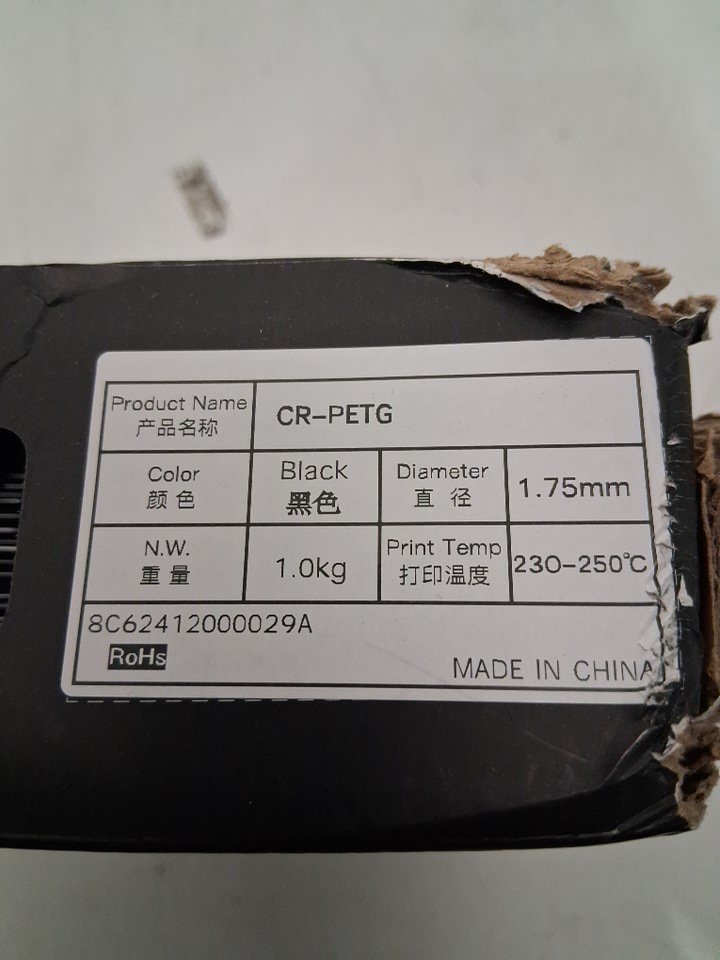 Product Name
产品名称
CR-PETG
Color
颜色
Black
黑色
Diameter
直径
1.75mm
N.W.
重量
1.0kg
Print Temp
打印温度
230-250℃
8C62412000029A
RoHs
MADE IN CHINA